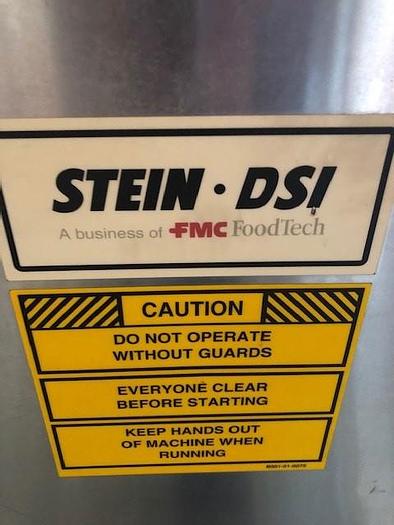 STEIN · DSI
A business of FMC FoodTech
CAUTION
DO NOT OPERATE
WITHOUT GUARDS
EVERYONE CLEAR
BEFORE STARTING
KEEP HANDS OUT
OF MACHINE WHEN
RUNNING